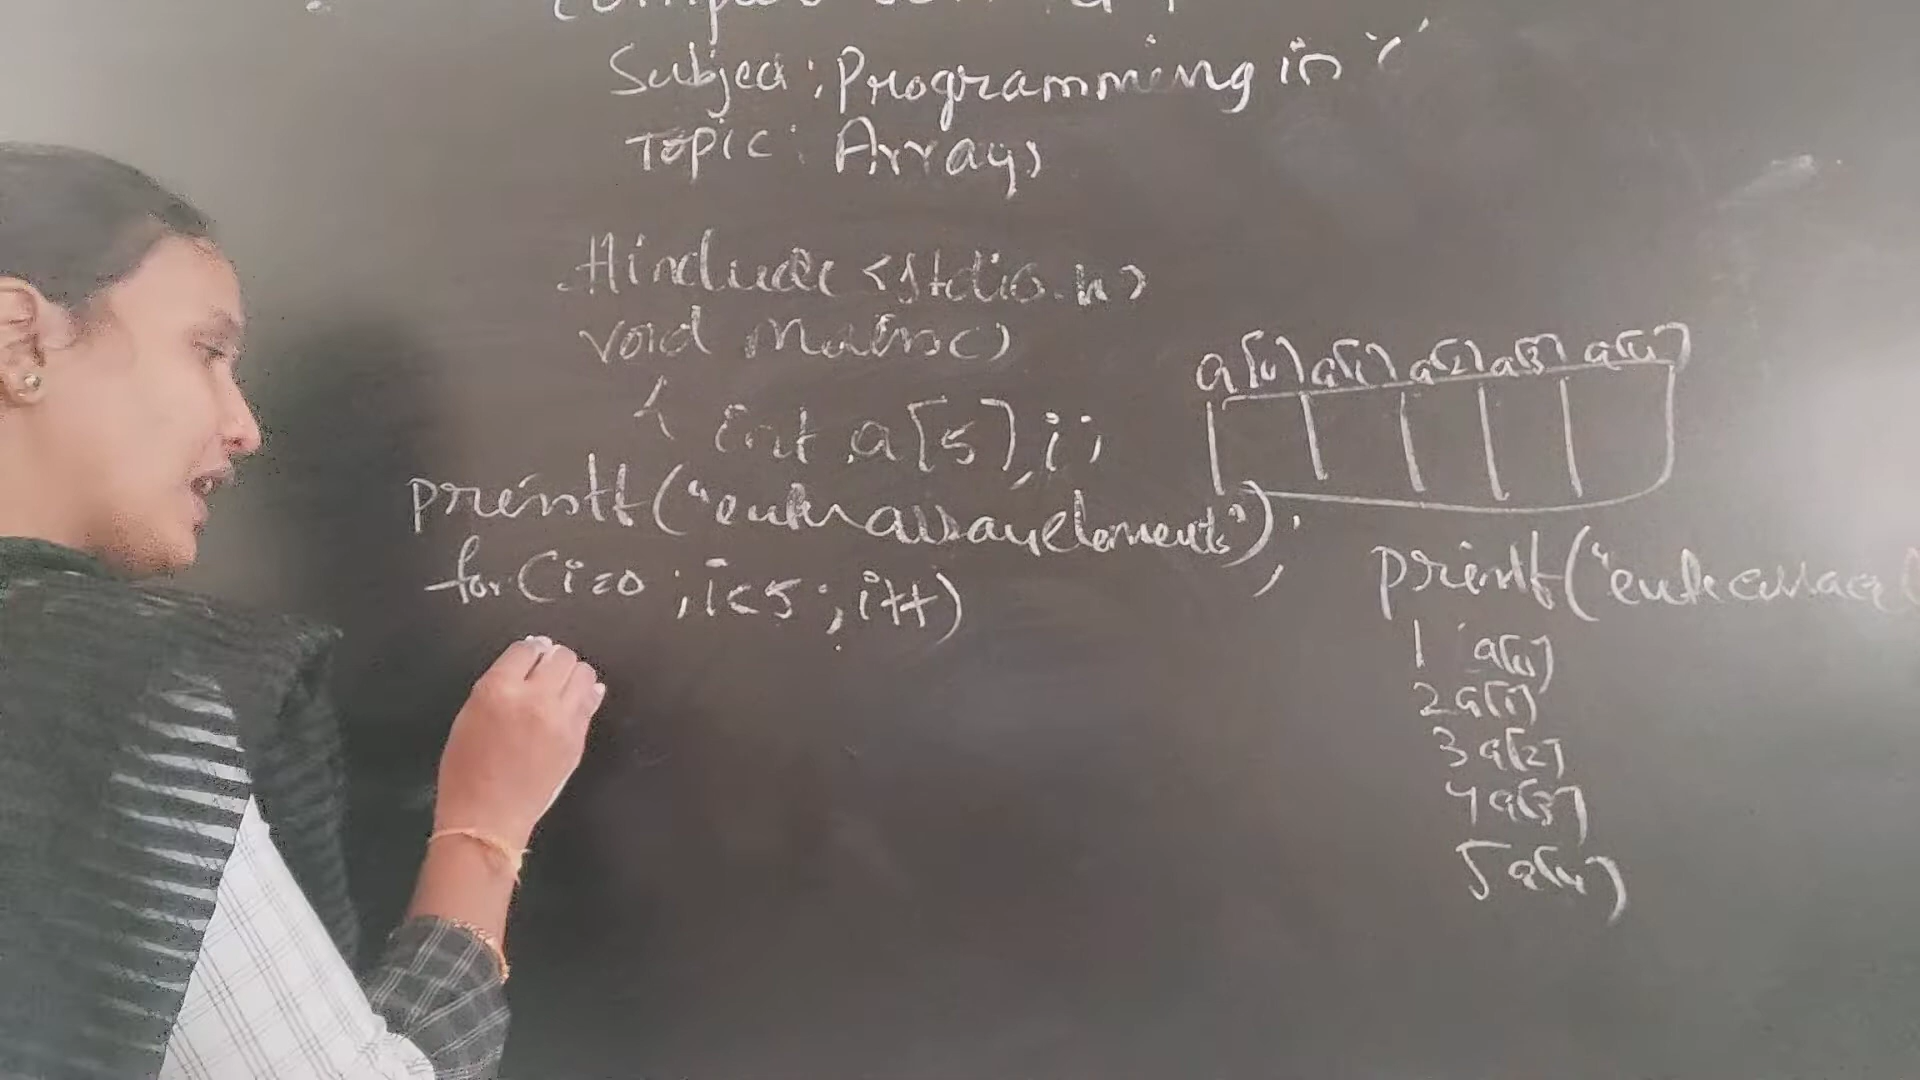 Subject : Programming in 'C'
Topic : Arrays
#include <stdio.h>
void main()
{ int a[5], i;
printf("enter array elements");
for(i=0 ; i<5 ; i++)
a[0] a[1] a[2] a[3] a[4]
printf("enter array
1 a[0]
2 a[1]
3 a[2]
4 a[3]
5 a[4]